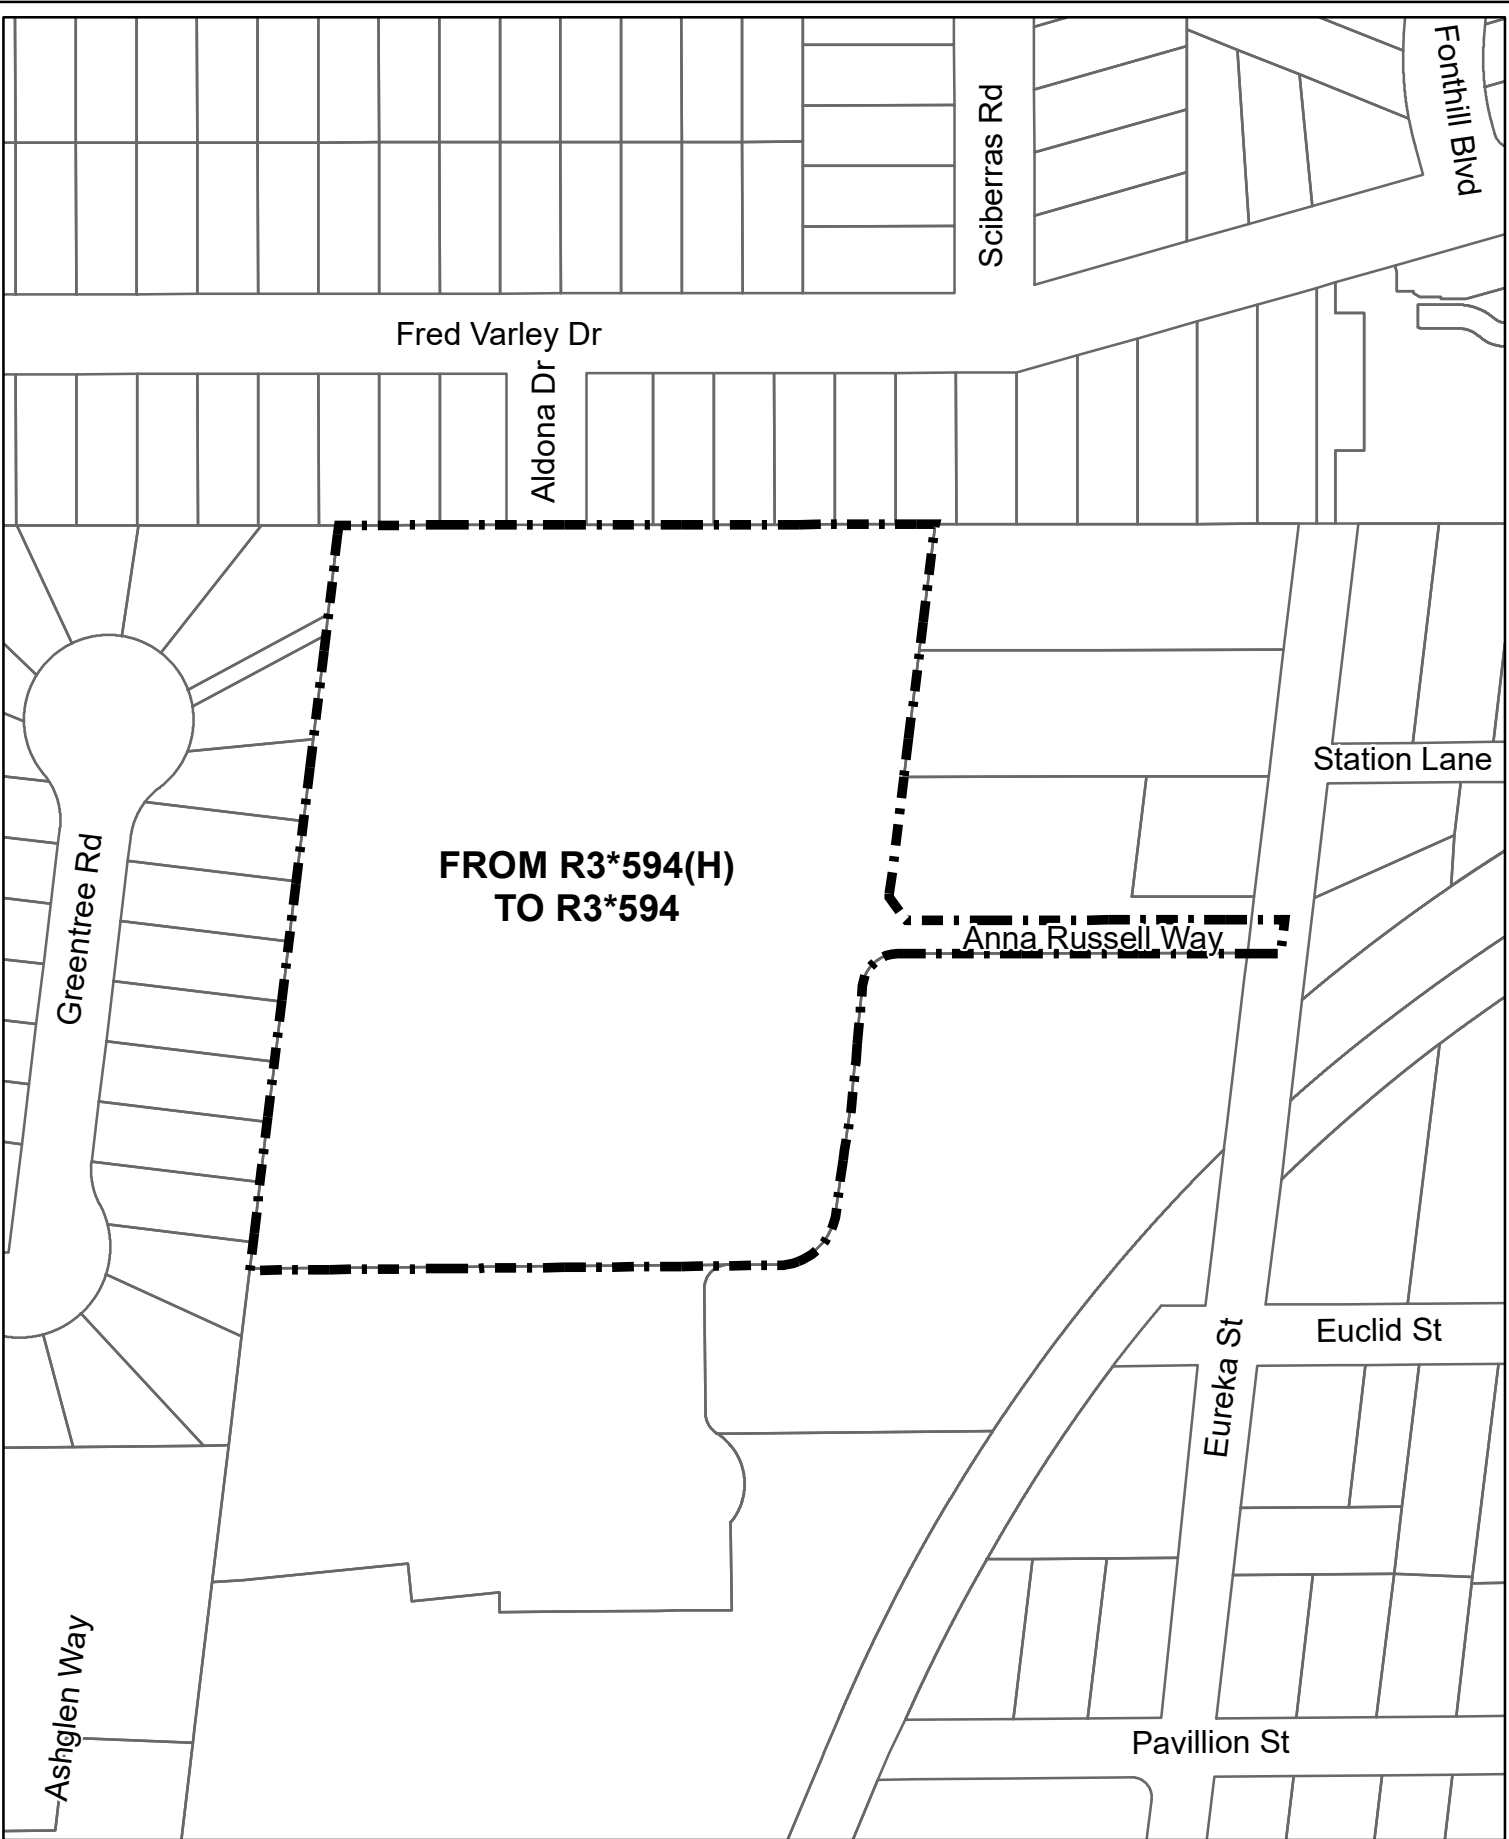 Fonthill Blvd
Sciberras Rd
Fred Varley Dr
Aldona Dr
Station Lane
FROM R3*594(H)
TO R3*594
Greentree Rd
Anna Russell Way
Euclid St
Eureka St
Ashglen Way
Pavillion St